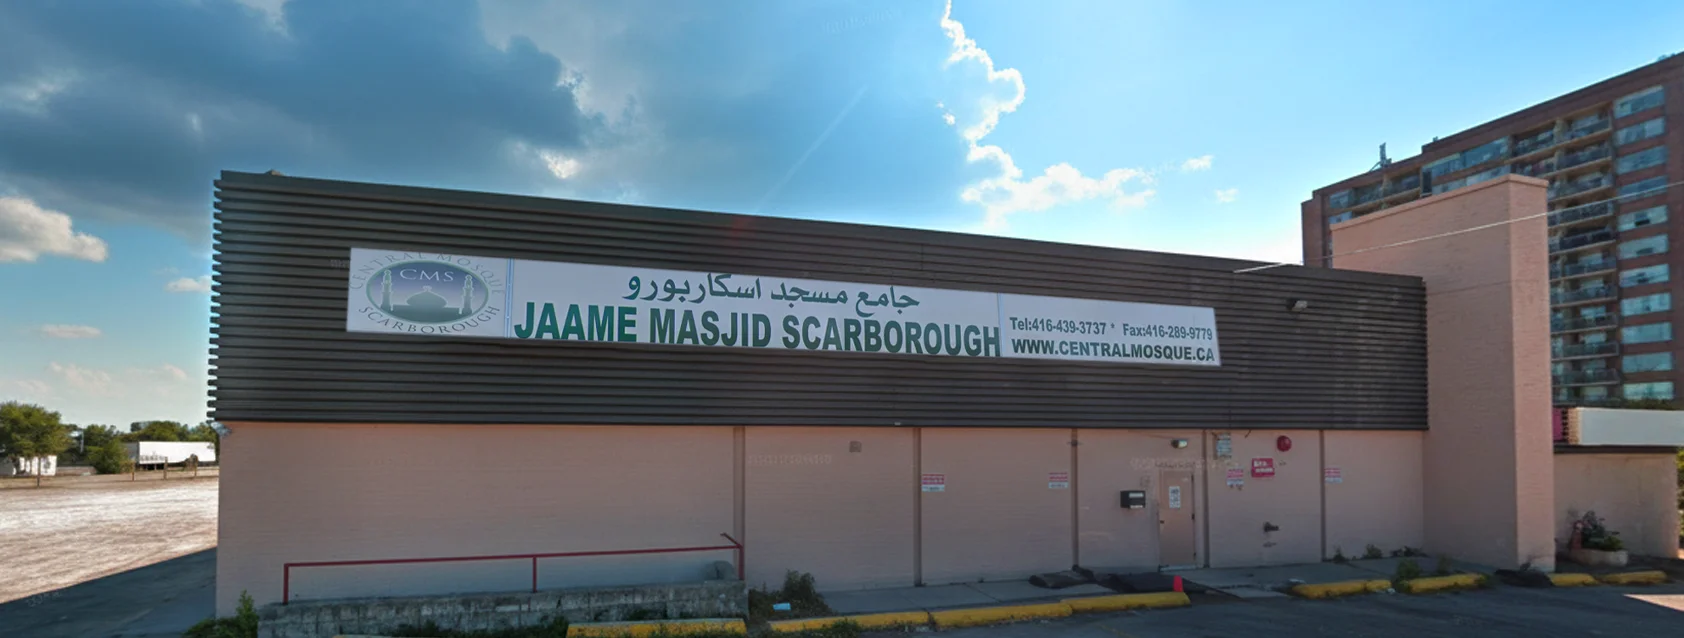 CENTRAL MOSQUE
CMS
SCARBOROUGH
جامع مسجد اسكاربورو
JAAME MASJID SCARBOROUGH
Tel:416-439-3737 * Fax:416-289-9779
WWW.CENTRALMOSQUE.CA